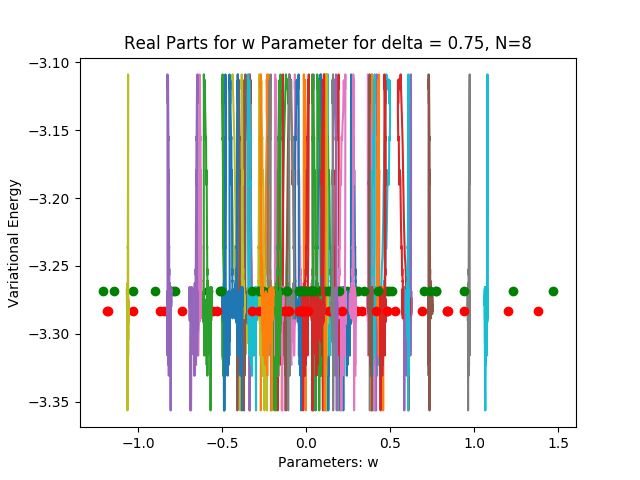 Real Parts for w Parameter for delta = 0.75, N=8
−3.10
−3.15
−3.20
−3.25
−3.30
−3.35
Variational Energy
−1.0 −0.5 0.0 0.5 1.0 1.5
Parameters: w